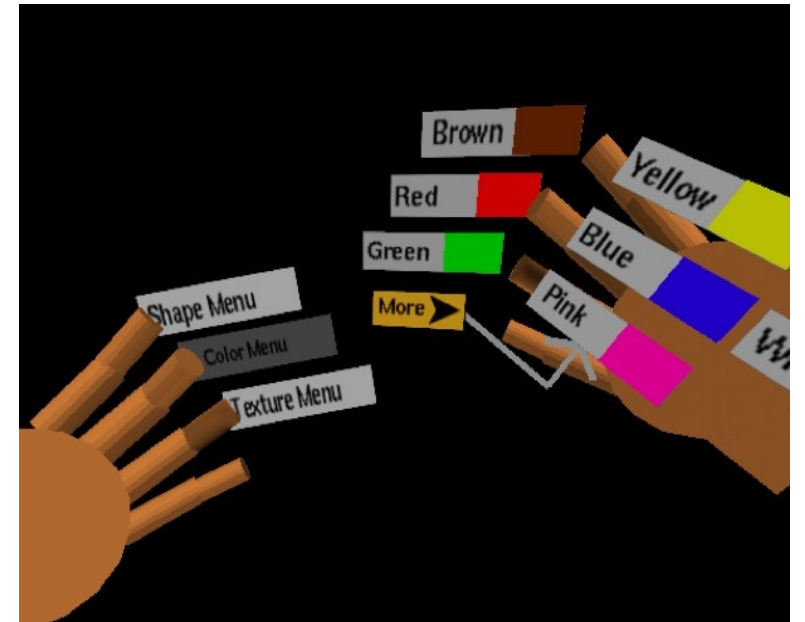 Brown
Yellow
Red
Blue
Green
Pink
More
Shape Menu
Color Menu
Texture Menu